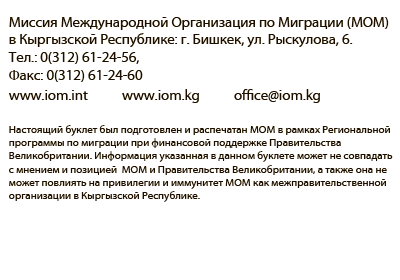 Миссия Международной Организация по Миграции (МОМ)
в Кыргызской Республике: г. Бишкек, ул. Рыскулова, 6.
Тел.: 0(312) 61-24-56,
Факс: 0(312) 61-24-60
www.iom.int www.iom.kg office@iom.kg
Настоящий буклет был подготовлен и распечатан МОМ в рамках Региональной
программы по миграции при финансовой поддержке Правительства
Великобритании. Информация указанная в данном буклете может не совпадать
с мнением и позицией МОМ и Правительства Великобритании, а также она не
может повлиять на привилегии и иммунитет МОМ как межправительственной
организации в Кыргызской Республике.